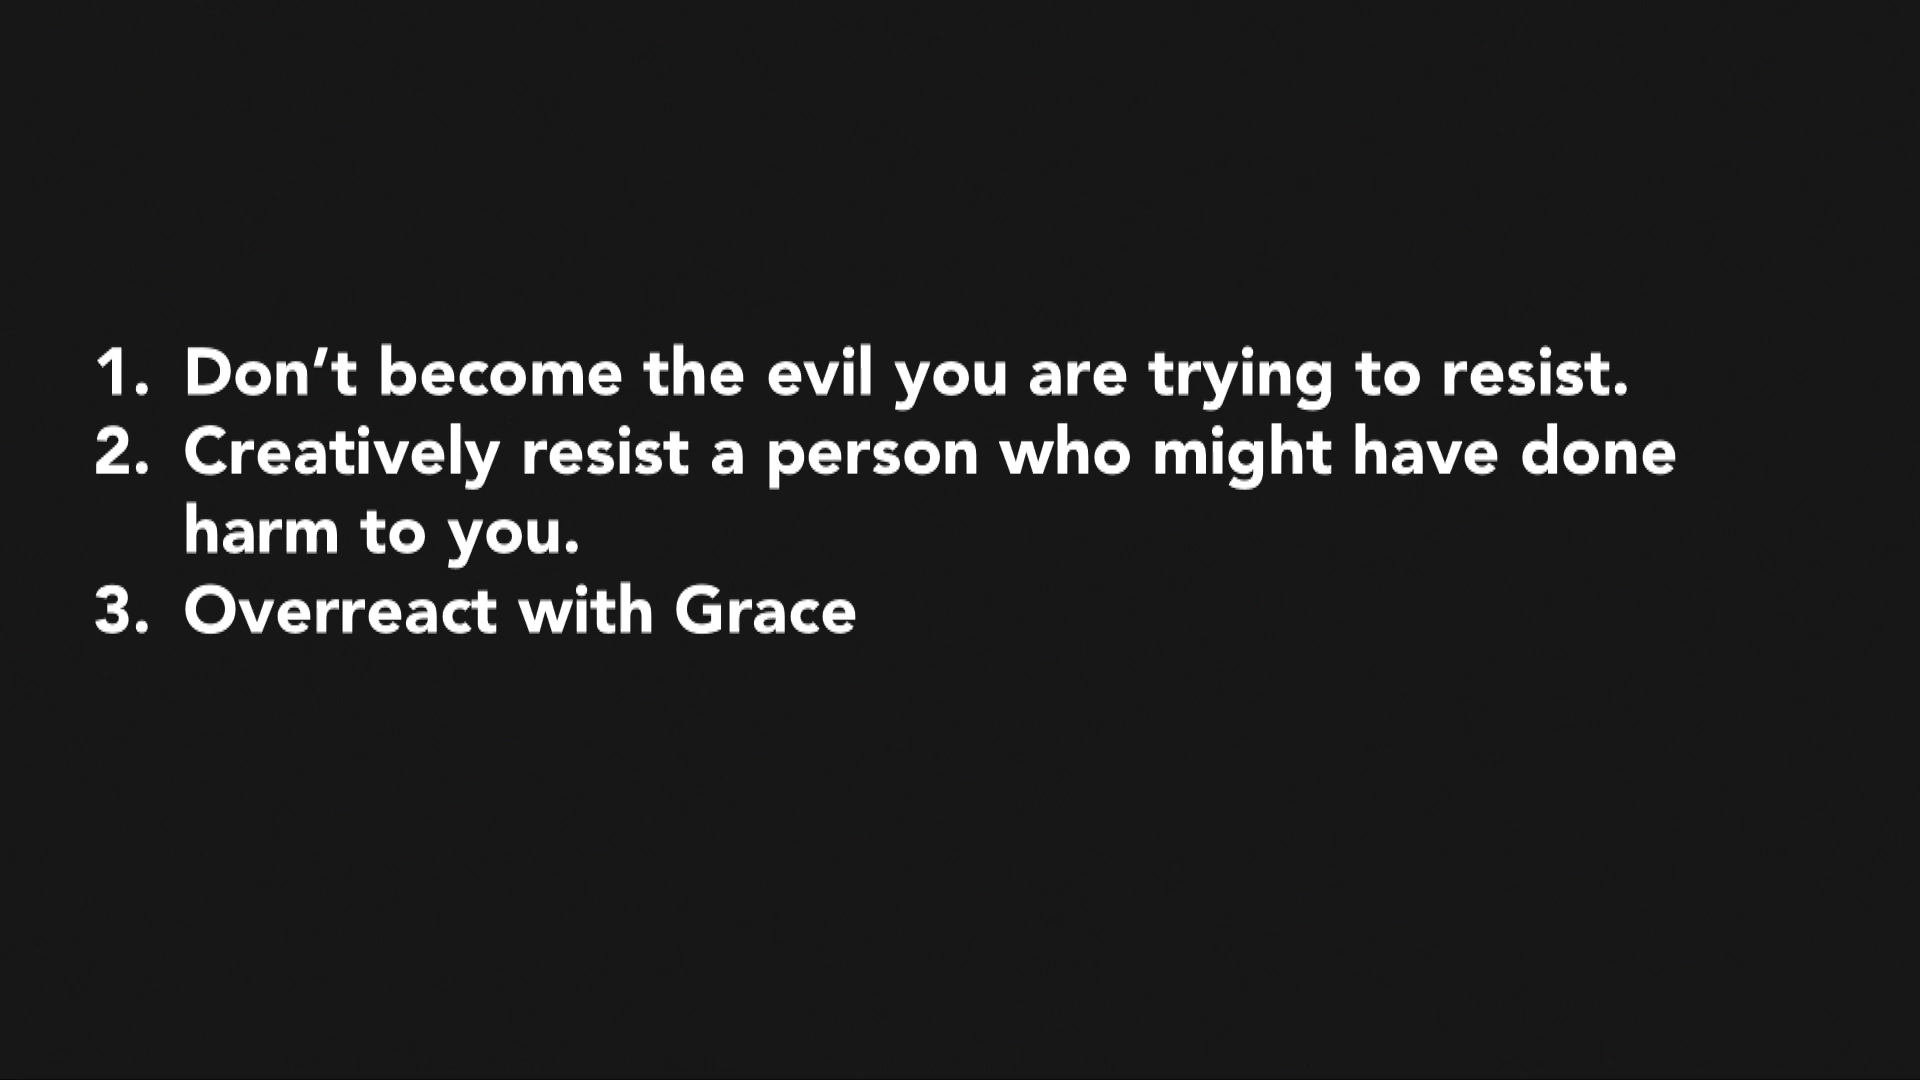 1. Don’t become the evil you are trying to resist.
2. Creatively resist a person who might have done
harm to you.
3. Overreact with Grace